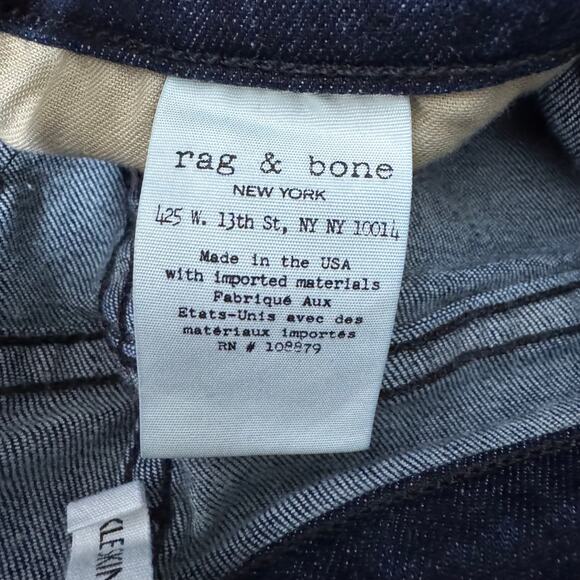 rag & bone
NEW YORK
425 W. 13th St, NY NY 10014
Made in the USA
with imported materials
Fabriqué Aux
Etats-Unis avec des
matériaux importés
RN # 108879